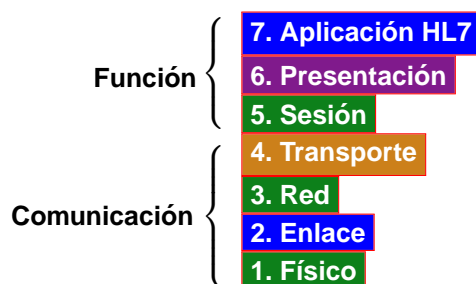 7. Aplicación HL7
Función
6. Presentación
5. Sesión
4. Transporte
3. Red
Comunicación
2. Enlace
1. Físico